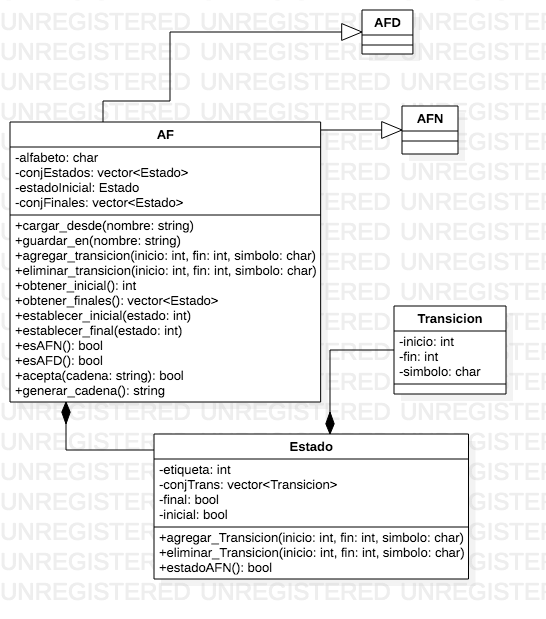 AFD
AFN
AF
-alfabeto: char
-conjEstados: vector<Estado>
-estadoInicial: Estado
-conjFinales: vector<Estado>
+cargar_desde(nombre: string)
+guardar_en(nombre: string)
+agregar_transicion(inicio: int, fin: int, simbolo: char)
+eliminar_transicion(inicio: int, fin: int, simbolo: char)
+obtener_inicial(): int
+obtener_finales(): vector<Estado>
+establecer_inicial(estado: int)
+establecer_final(estado: int)
+esAFN(): bool
+esAFD(): bool
+acepta(cadena: string): bool
+generar_cadena(): string
Transicion
-inicio: int
-fin: int
-simbolo: char
Estado
-etiqueta: int
-conjTrans: vector<Transicion>
-final: bool
-inicial: bool
+agregar_Transicion(inicio: int, fin: int, simbolo: char)
+eliminar_Transicion(inicio: int, fin: int, simbolo: char)
+estadoAFN(): bool
UNREGISTERED